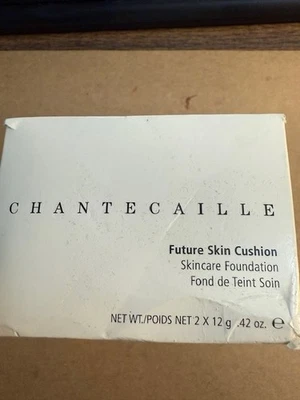 CHANTECAILLE
Future Skin Cushion
Skincare Foundation
Fond de Teint Soin
NET WT./POIDS NET 2 X 12 g .42 oz. ℮